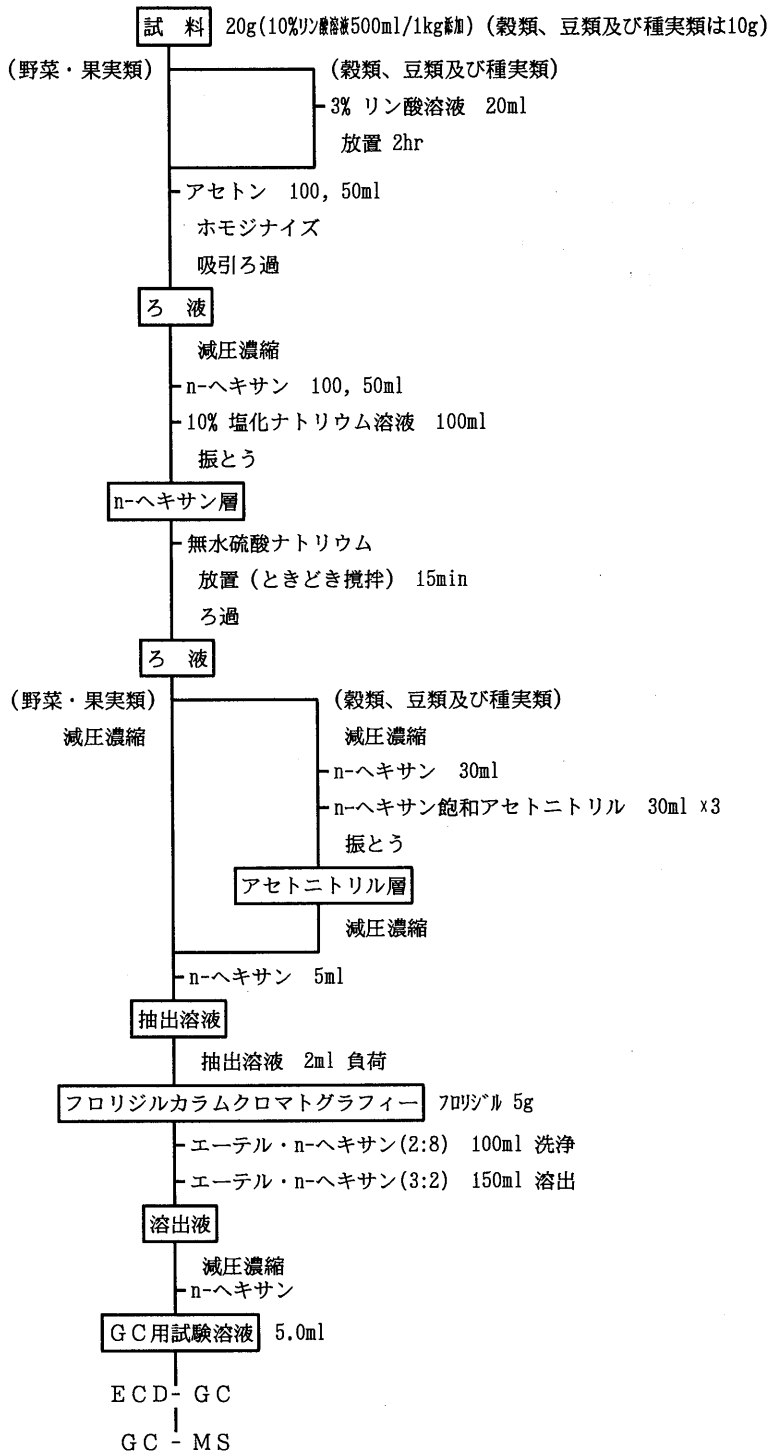 試 料 20g(10%リン酸溶液500ml/1kg添加) (穀類、豆類及び種実類は10g)
(野菜・果実類) (穀類、豆類及び種実類)
3% リン酸溶液 20ml
放置 2hr
アセトン 100, 50ml
ホモジナイズ
吸引ろ過
ろ 液
減圧濃縮
n-ヘキサン 100, 50ml
10% 塩化ナトリウム溶液 100ml
振とう
n-ヘキサン層
無水硫酸ナトリウム
放置 (ときどき攪拌) 15min
ろ過
ろ 液
(野菜・果実類) (穀類、豆類及び種実類)
減圧濃縮 減圧濃縮
n-ヘキサン 30ml
n-ヘキサン飽和アセトニトリル 30ml ×3
振とう
アセトニトリル層
減圧濃縮
n-ヘキサン 5ml
抽出溶液
抽出溶液 2ml 負荷
フロリジルカラムクロマトグラフィー フロリジル 5g
エーテル・n-ヘキサン(2:8) 100ml 洗浄
エーテル・n-ヘキサン(3:2) 150ml 溶出
溶出液
減圧濃縮
n-ヘキサン
GC用試験溶液 5.0ml
ECD-GC
GC-MS